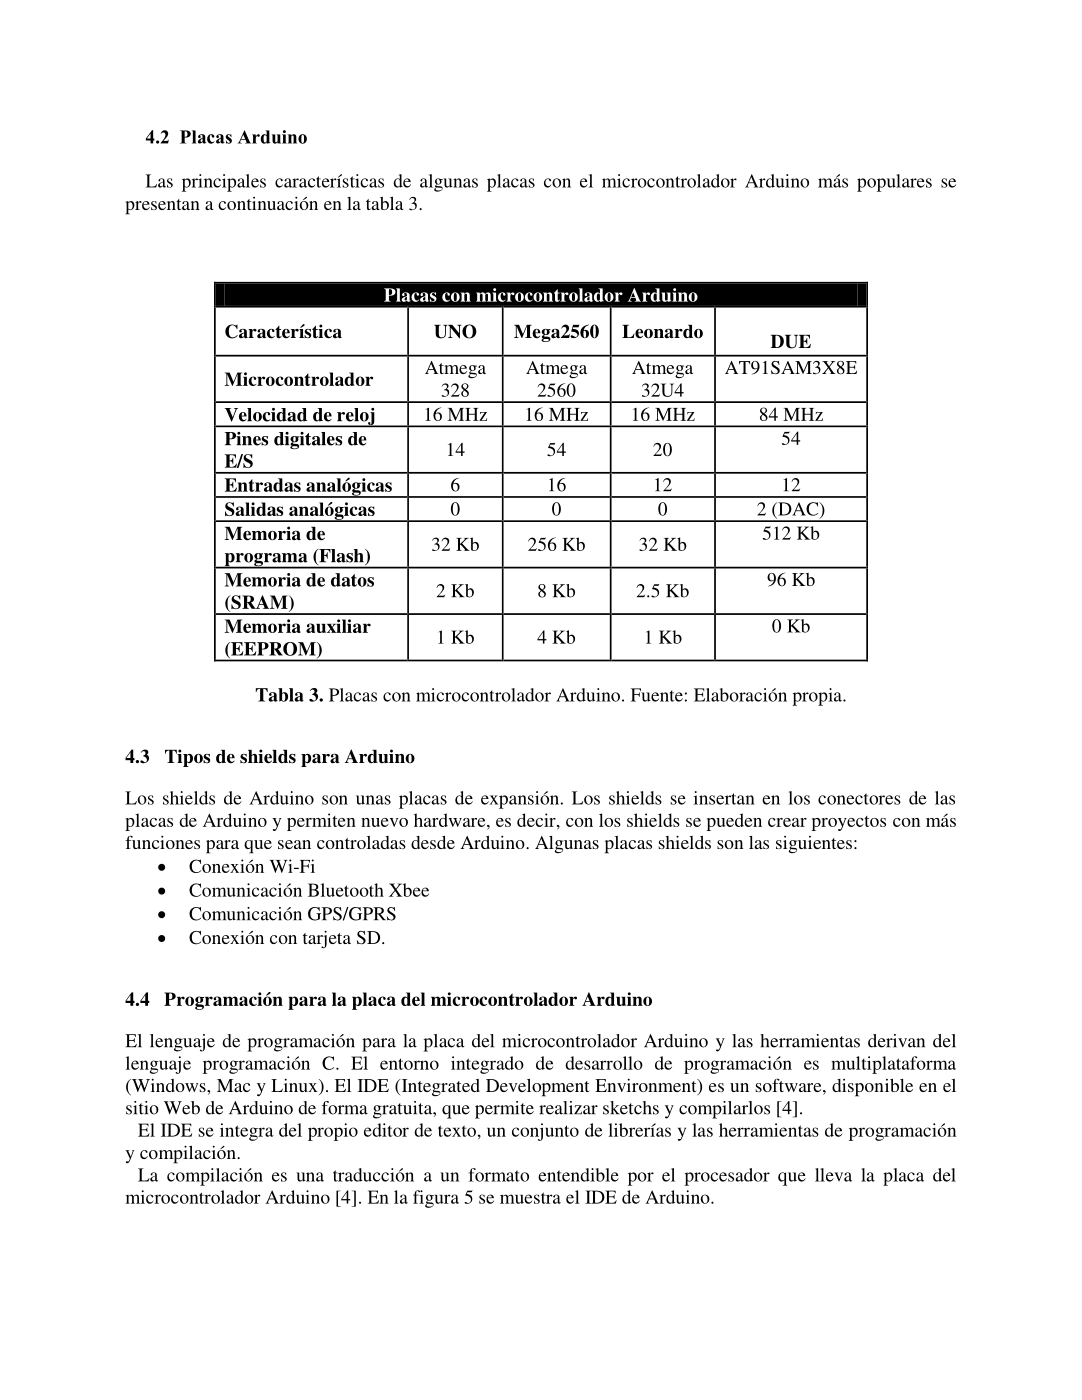 4.2 Placas Arduino
Las principales características de algunas placas con el microcontrolador Arduino más populares se
presentan a continuación en la tabla 3.
Placas con microcontrolador Arduino
Característica UNO Mega2560 Leonardo DUE
Microcontrolador Atmega 328 Atmega 2560 Atmega 32U4 AT91SAM3X8E
Velocidad de reloj 16 MHz 16 MHz 16 MHz 84 MHz
Pines digitales de E/S 14 54 20 54
Entradas analógicas 6 16 12 12
Salidas analógicas 0 0 0 2 (DAC)
Memoria de programa (Flash) 32 Kb 256 Kb 32 Kb 512 Kb
Memoria de datos (SRAM) 2 Kb 8 Kb 2.5 Kb 96 Kb
Memoria auxiliar (EEPROM) 1 Kb 4 Kb 1 Kb 0 Kb
Tabla 3. Placas con microcontrolador Arduino. Fuente: Elaboración propia.
4.3 Tipos de shields para Arduino
Los shields de Arduino son unas placas de expansión. Los shields se insertan en los conectores de las
placas de Arduino y permiten nuevo hardware, es decir, con los shields se pueden crear proyectos con más
funciones para que sean controladas desde Arduino. Algunas placas shields son las siguientes:
• Conexión Wi-Fi
• Comunicación Bluetooth Xbee
• Comunicación GPS/GPRS
• Conexión con tarjeta SD.
4.4 Programación para la placa del microcontrolador Arduino
El lenguaje de programación para la placa del microcontrolador Arduino y las herramientas derivan del
lenguaje programación C. El entorno integrado de desarrollo de programación es multiplataforma
(Windows, Mac y Linux). El IDE (Integrated Development Environment) es un software, disponible en el
sitio Web de Arduino de forma gratuita, que permite realizar sketchs y compilarlos [4].
El IDE se integra del propio editor de texto, un conjunto de librerías y las herramientas de programación
y compilación.
La compilación es una traducción a un formato entendible por el procesador que lleva la placa del
microcontrolador Arduino [4]. En la figura 5 se muestra el IDE de Arduino.